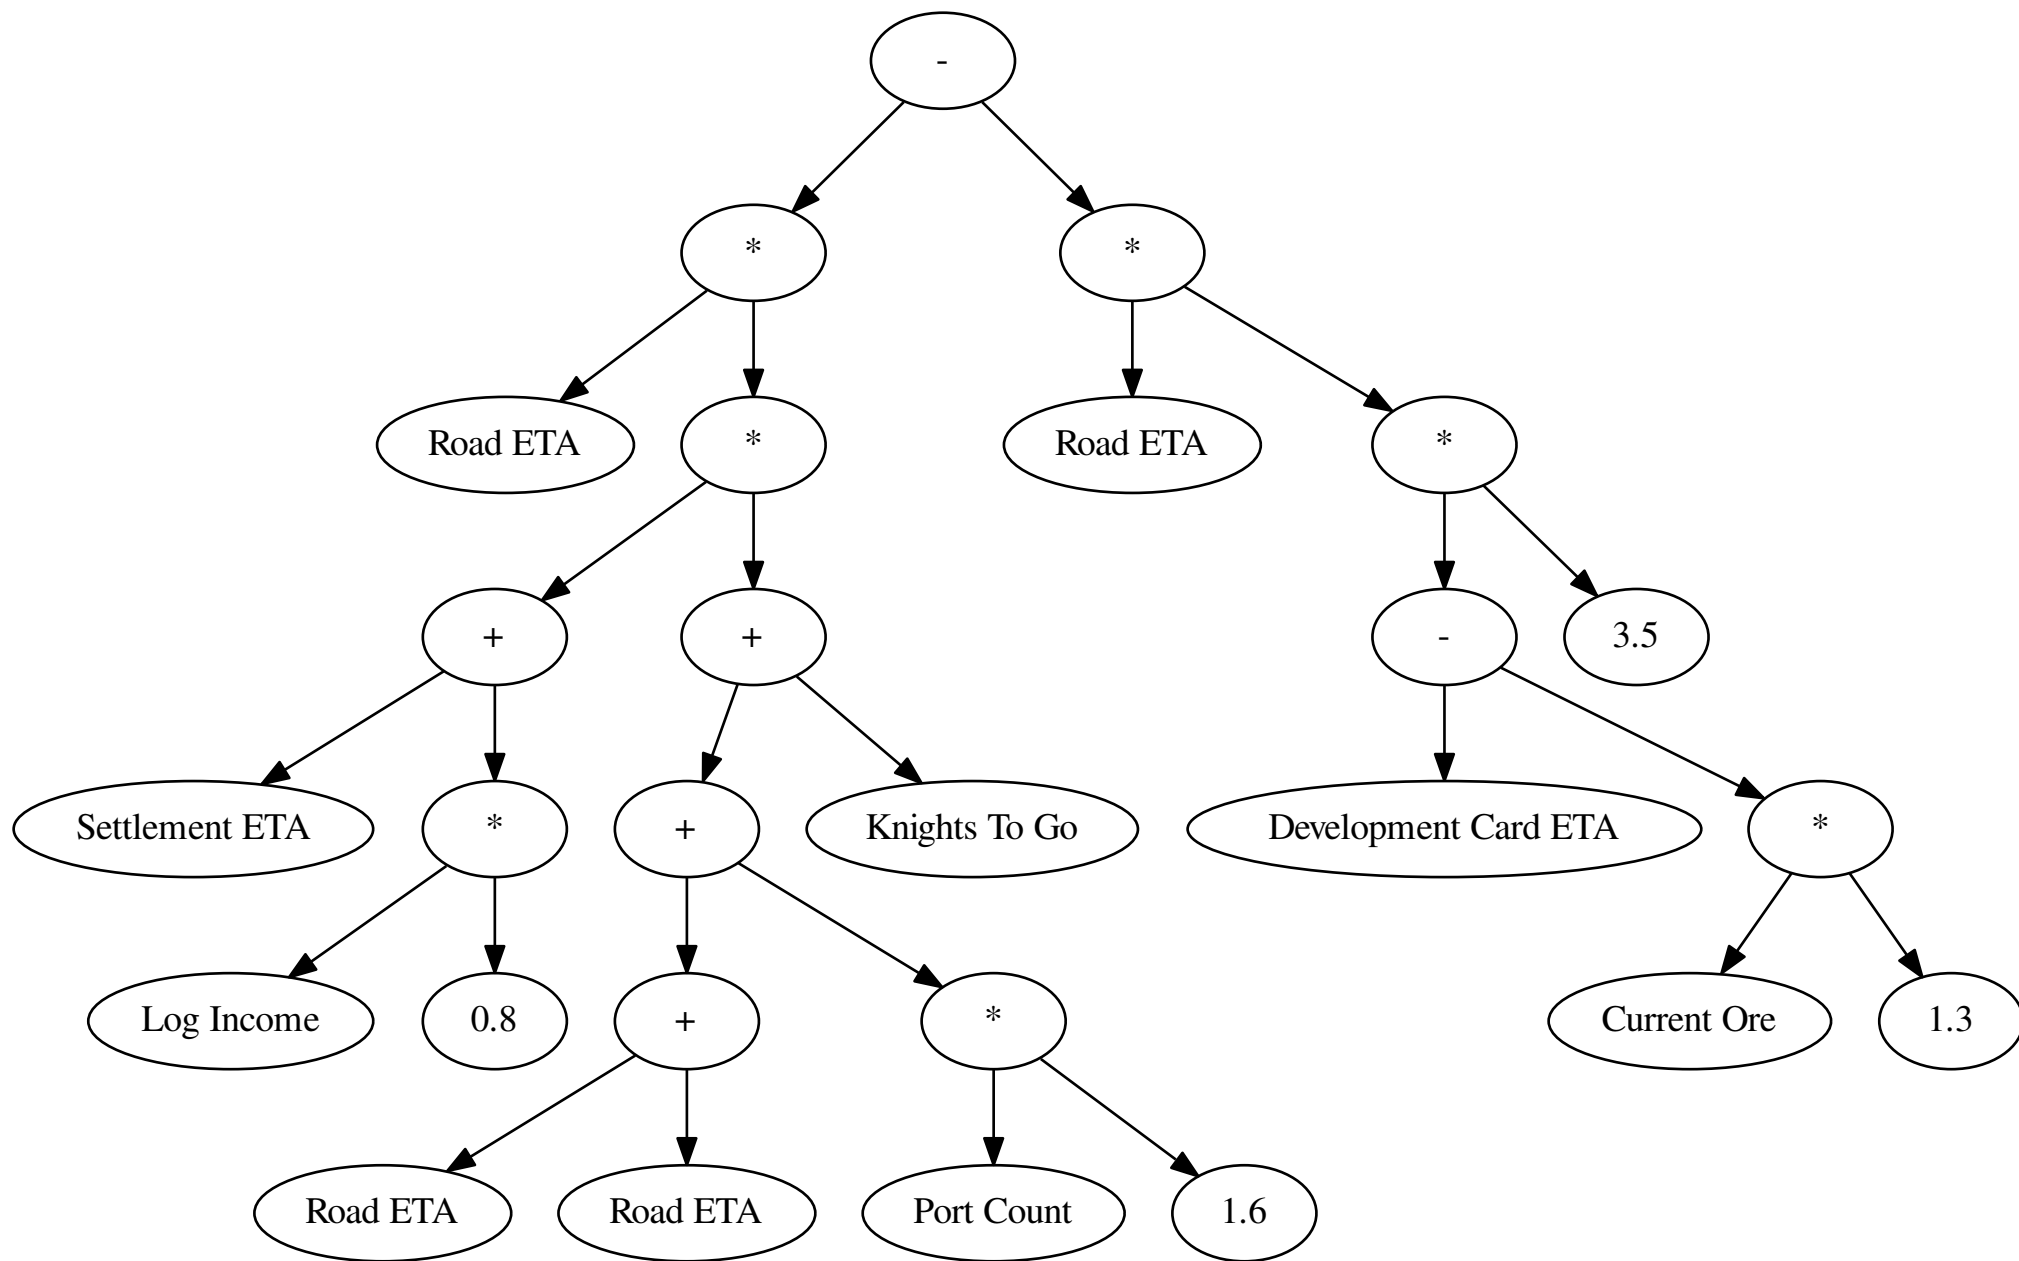 -
*
*
Road ETA
*
Road ETA
*
+
+
-
3.5
Settlement ETA
*
+
Knights To Go
Development Card ETA
*
Log Income
0.8
+
*
Current Ore
1.3
Road ETA
Road ETA
Port Count
1.6